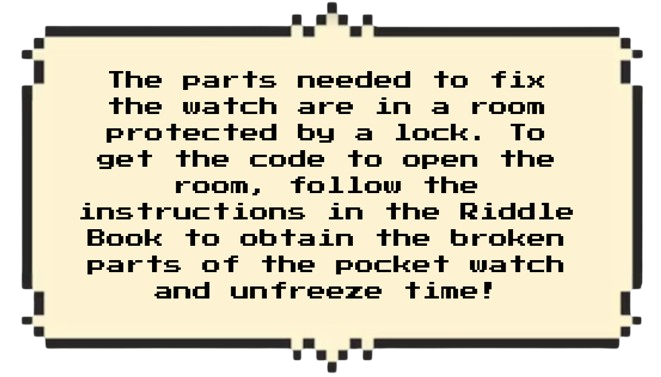 The parts needed to fix
the watch are in a room
protected by a lock. To
get the code to open the
room, follow the
instructions in the Riddle
Book to obtain the broken
parts of the pocket watch
and unfreeze time!